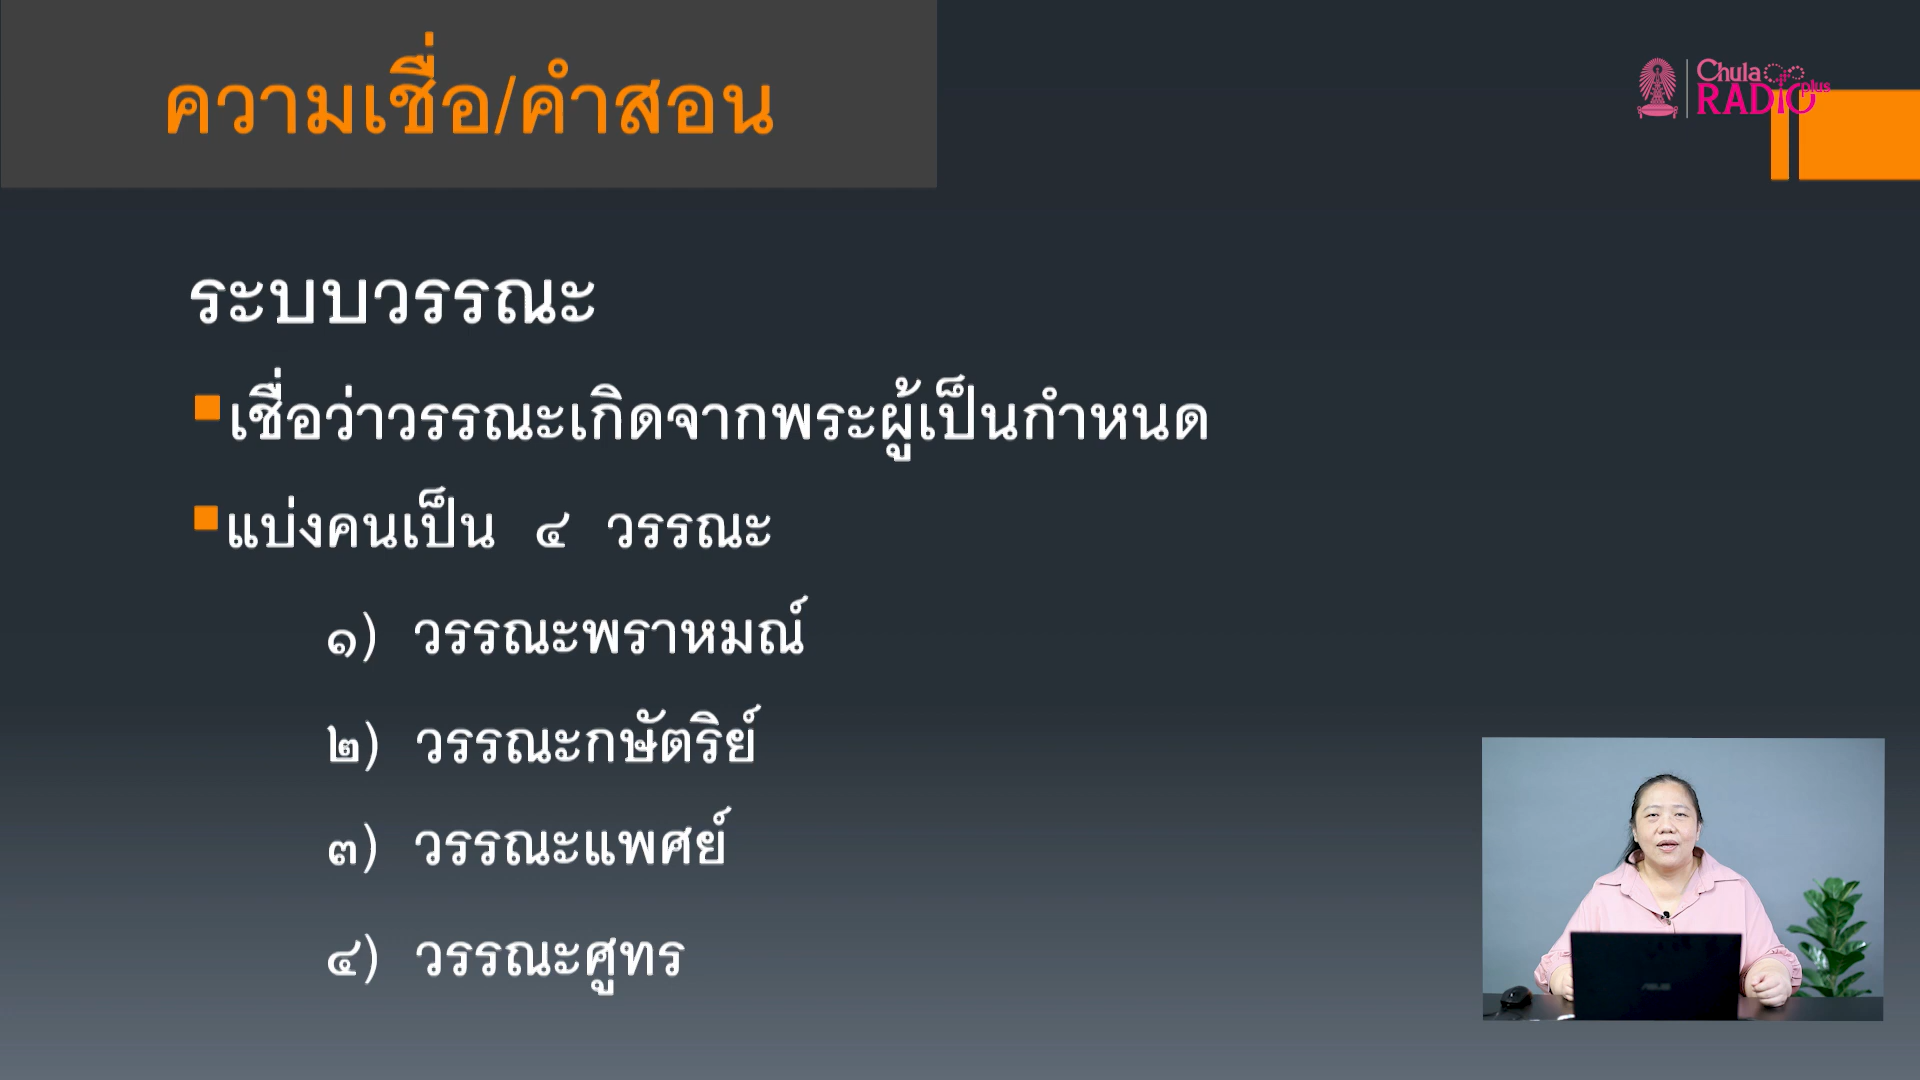 ความเชื่อ/คำสอน
Chula
RADIO plus
ระบบวรรณะ
เชื่อว่าวรรณะเกิดจากพระผู้เป็นกำหนด
แบ่งคนเป็น ๔ วรรณะ
๑) วรรณะพราหมณ์
๒) วรรณะกษัตริย์
๓) วรรณะแพศย์
๔) วรรณะศูทร
ASUS